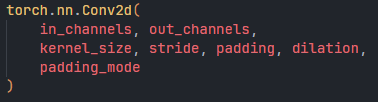 torch.nn.Conv2d(
in_channels, out_channels,
kernel_size, stride, padding, dilation,
padding_mode
)